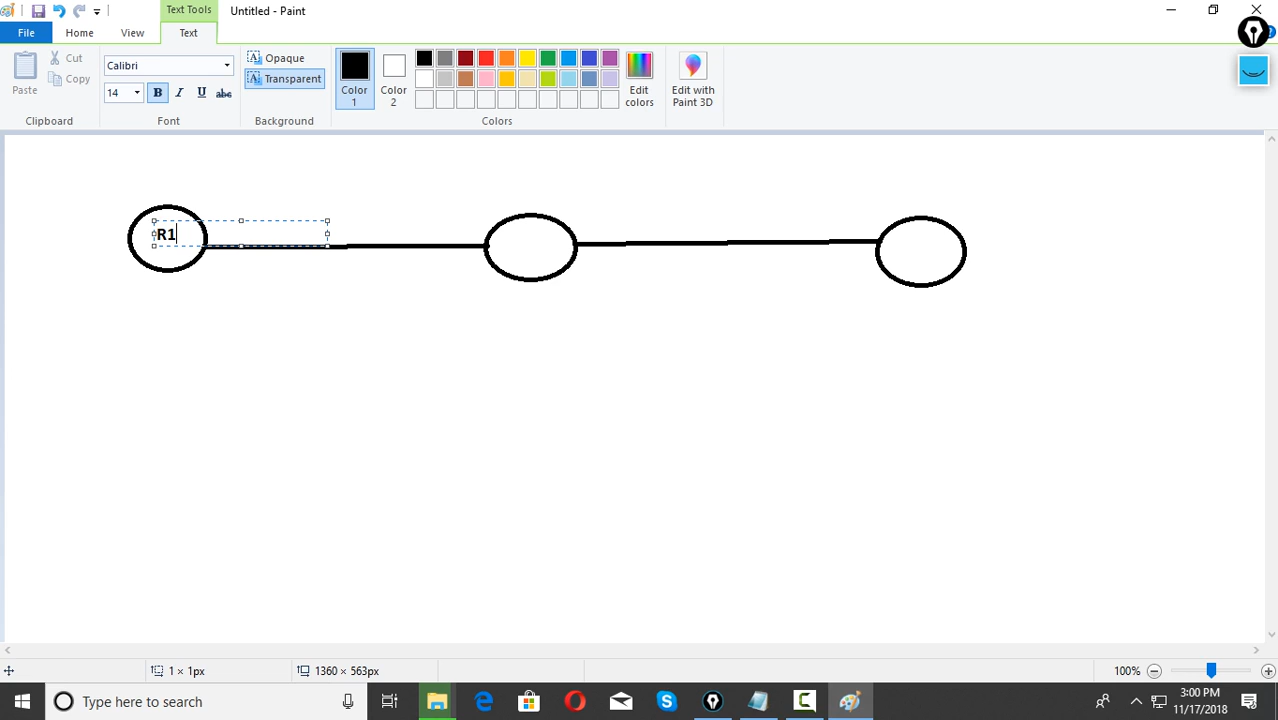 Text Tools
Untitled - Paint
File
Home
View
Text
Paste
Cut
Copy
Clipboard
Calibri
14
B I U abc
Font
Opaque
Transparent
Background
Color 1
Color 2
Edit colors
Colors
Edit with Paint 3D
R1
1 × 1px
1360 × 563px
100%
Type here to search
3:00 PM
11/17/2018